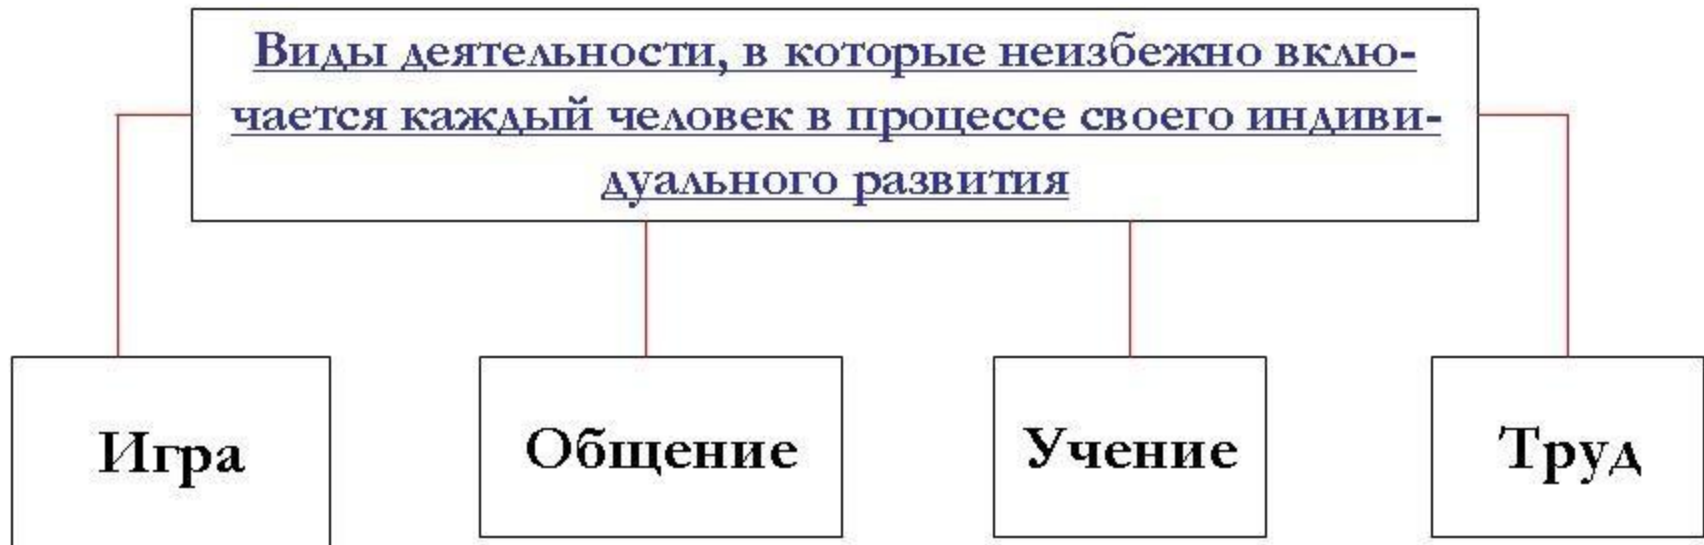 Виды деятельности, в которые неизбежно вклю-
чается каждый человек в процессе своего индиви-
дуального развития
Игра
Общение
Учение
Труд